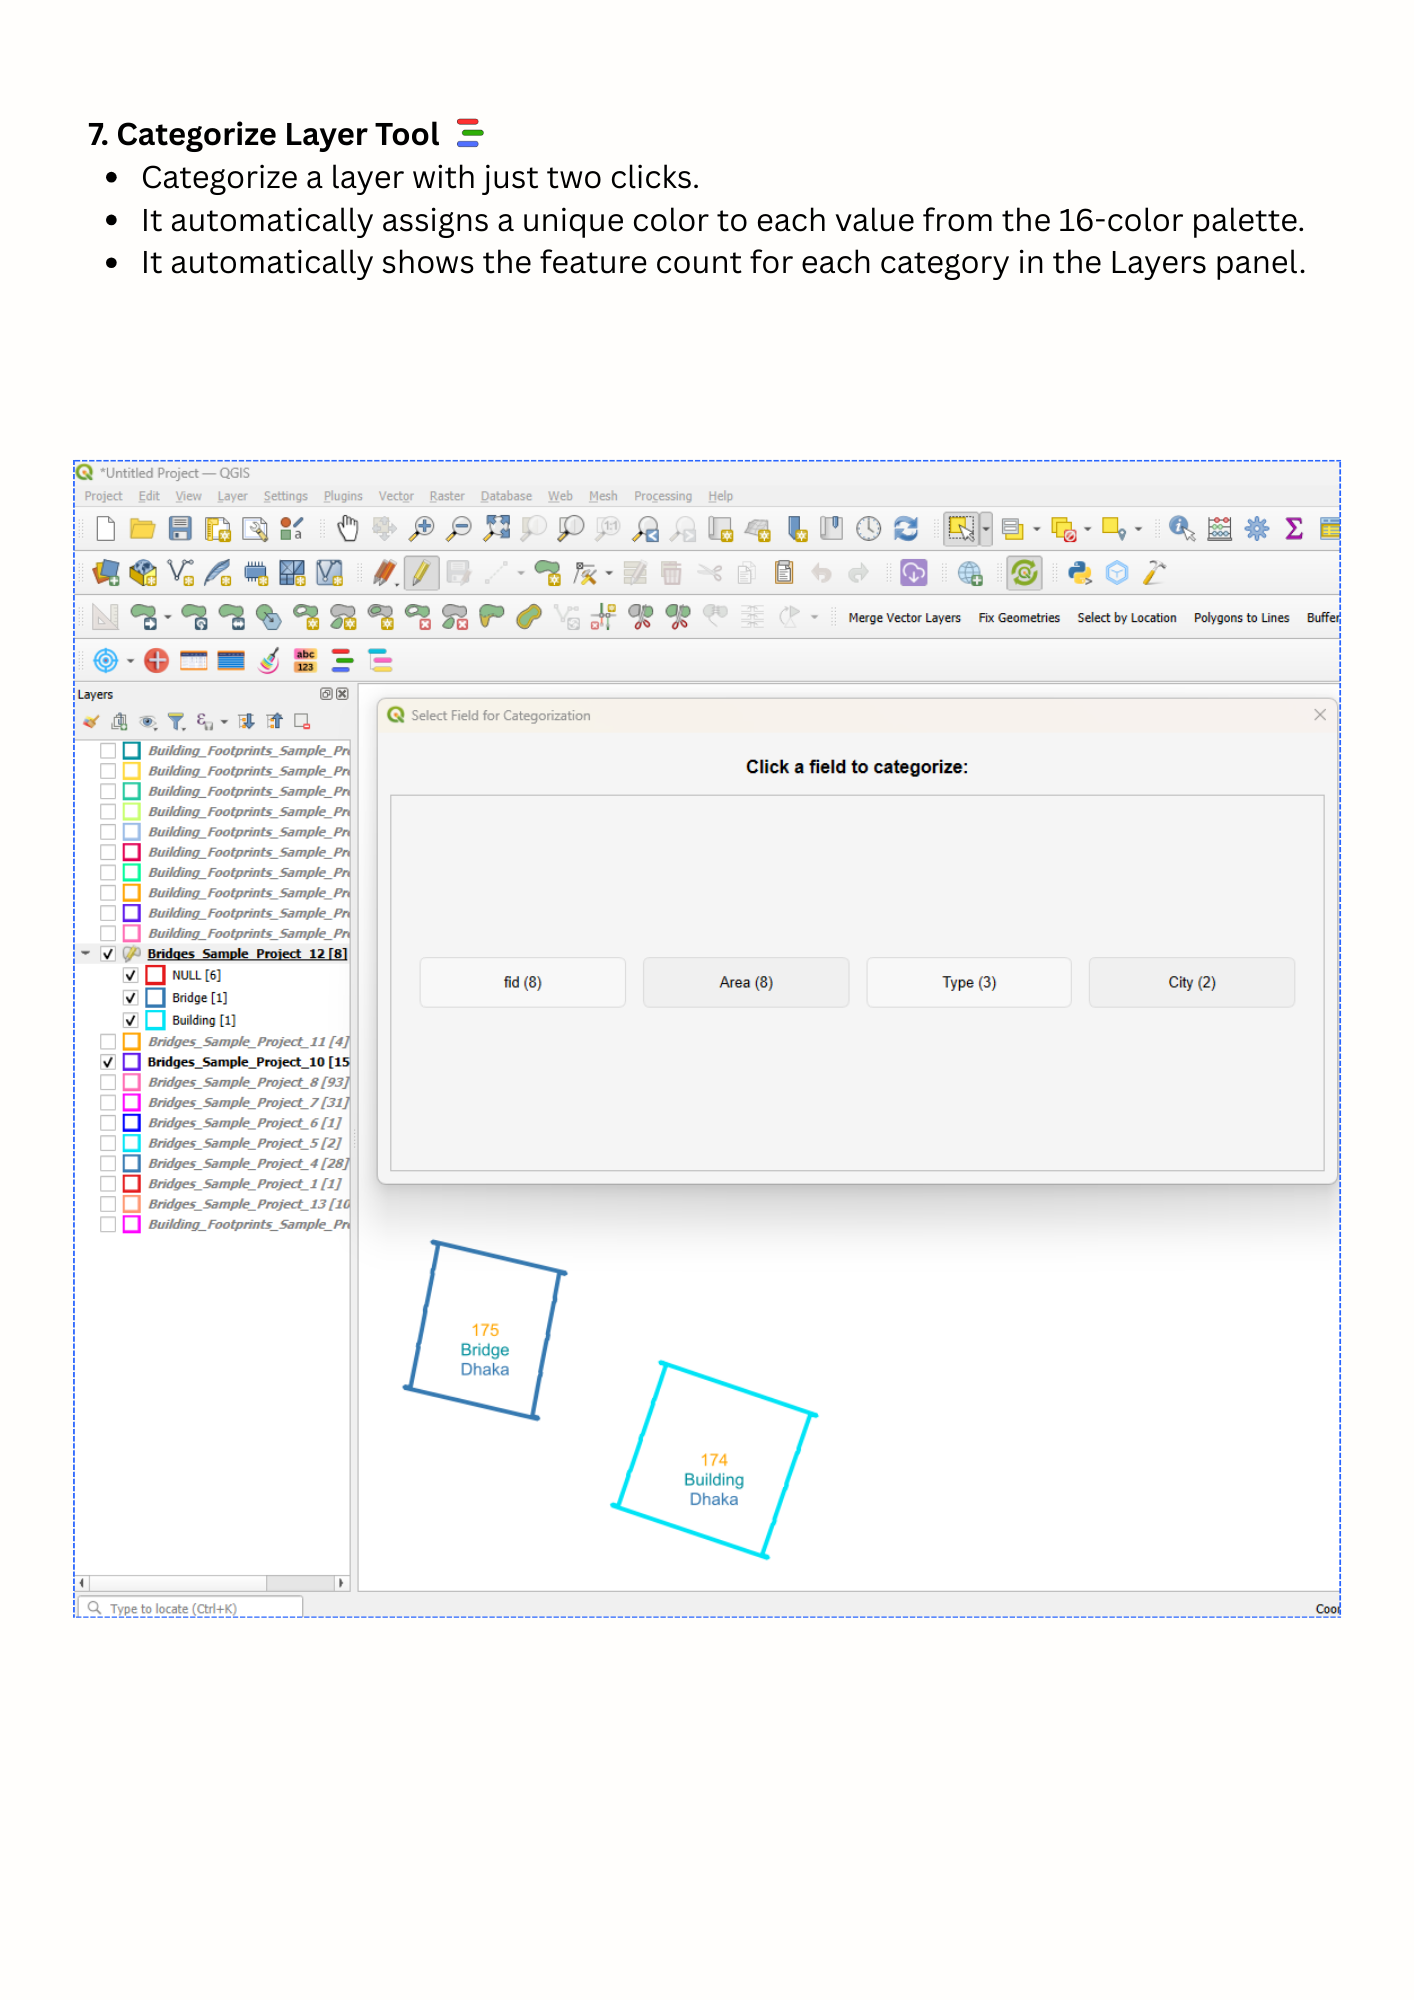 7. Categorize Layer Tool
• Categorize a layer with just two clicks.
• It automatically assigns a unique color to each value from the 16-color palette.
• It automatically shows the feature count for each category in the Layers panel.
*Untitled Project — QGIS
Project Edit View Layer Settings Plugins Vector Raster Database Web Mesh Processing Help
Merge Vector Layers Fix Geometries Select by Location Polygons to Lines Buffer
abc
123
Layers
Select Field for Categorization
Click a field to categorize:
fid (8) Area (8) Type (3) City (2)
Building_Footprints_Sample_Pr
Building_Footprints_Sample_Pr
Building_Footprints_Sample_Pr
Building_Footprints_Sample_Pr
Building_Footprints_Sample_Pr
Building_Footprints_Sample_Pr
Building_Footprints_Sample_Pr
Building_Footprints_Sample_Pr
Building_Footprints_Sample_Pr
Building_Footprints_Sample_Pr
Bridges_Sample_Project_12 [8]
NULL [6]
Bridge [1]
Building [1]
Bridges_Sample_Project_11 [4]
Bridges_Sample_Project_10 [15
Bridges_Sample_Project_8 [93]
Bridges_Sample_Project_7 [31]
Bridges_Sample_Project_6 [1]
Bridges_Sample_Project_5 [2]
Bridges_Sample_Project_4 [28]
Bridges_Sample_Project_1 [1]
Bridges_Sample_Project_13 [10
Building_Footprints_Sample_Pr
175
Bridge
Dhaka
174
Building
Dhaka
Type to locate (Ctrl+K)
Coor